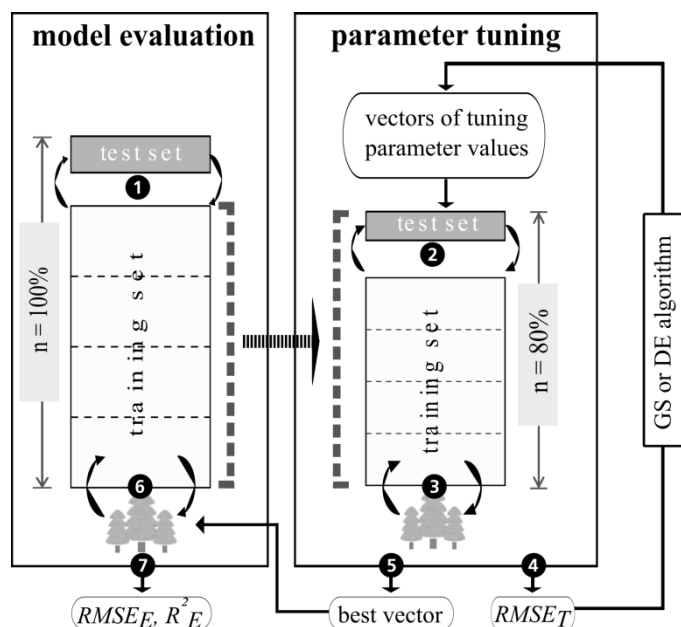 model evaluation
test set
1
n = 100%
training set
6
7
RMSE_E, R²_E
parameter tuning
vectors of tuning
parameter values
test set
2
n = 80%
training set
3
5
4
best vector
RMSE_T
GS or DE algorithm